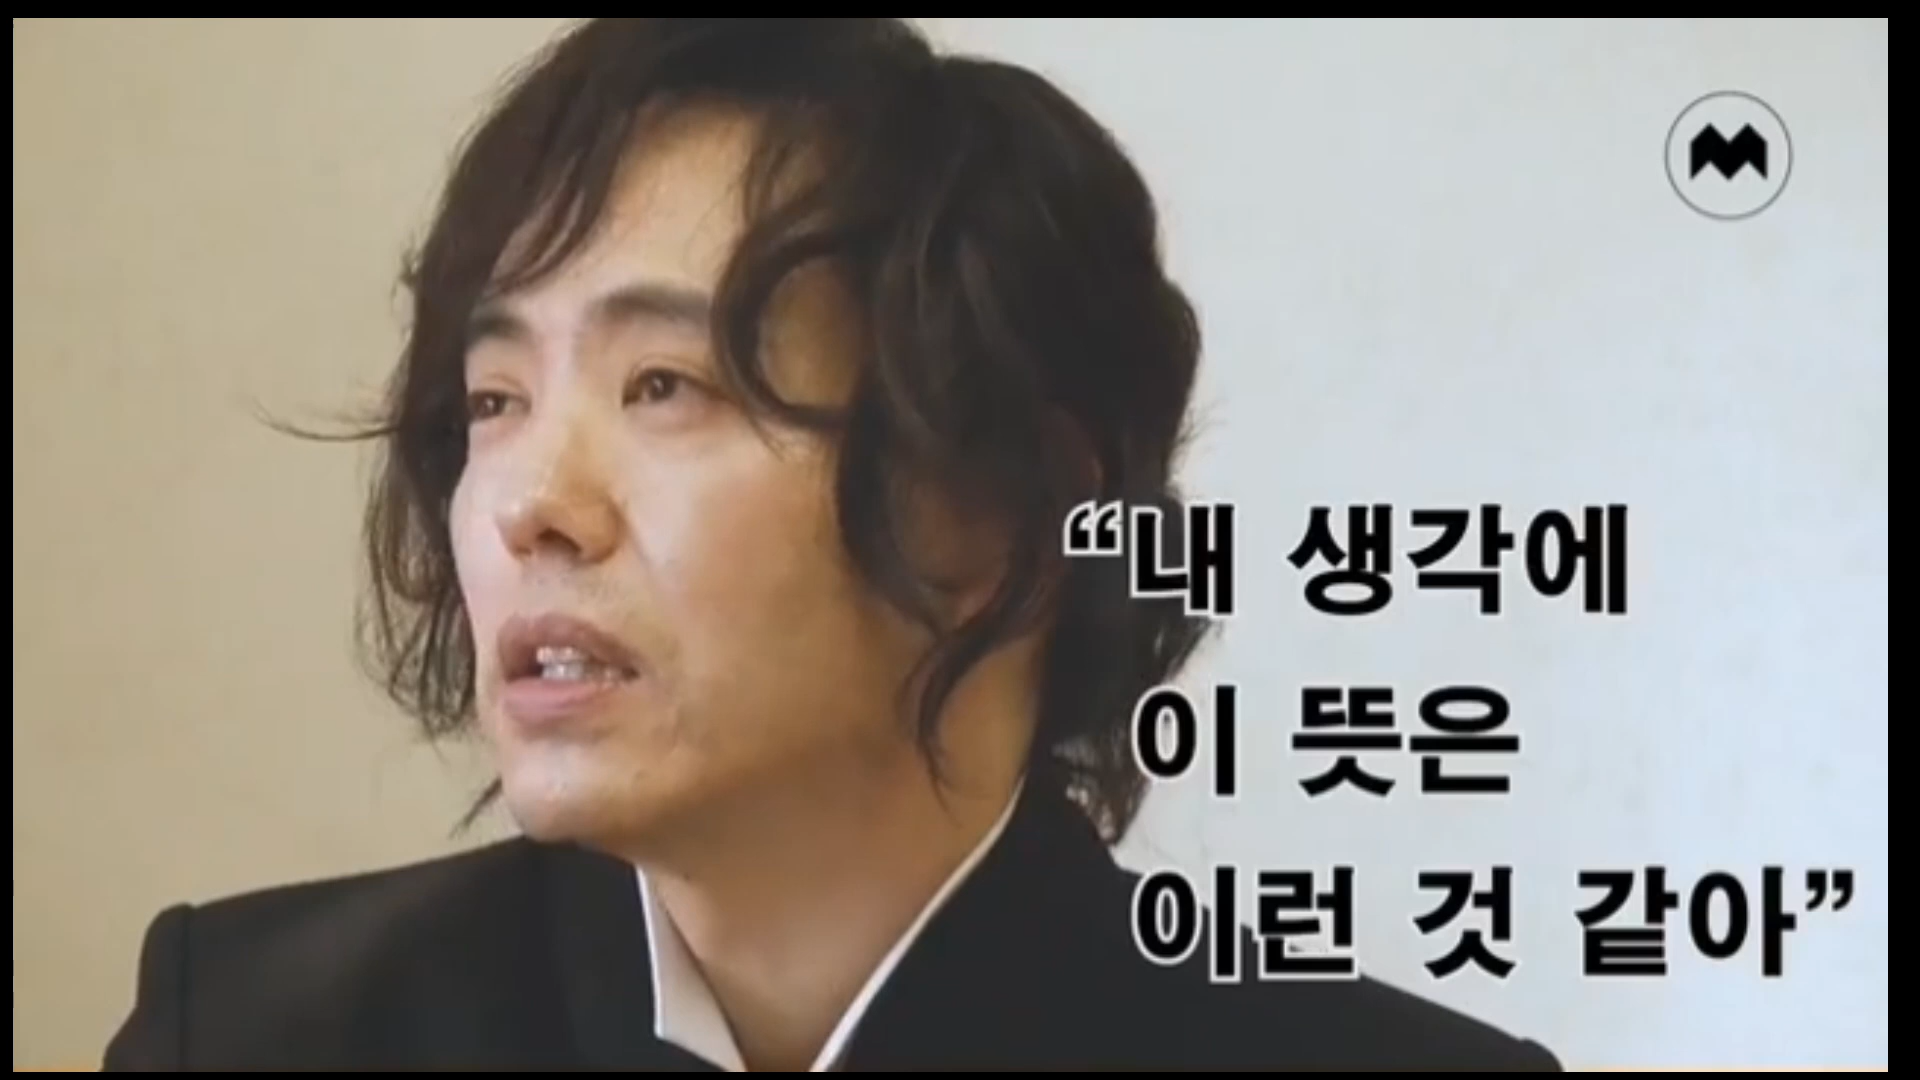 “내 생각에
이 뜻은
이런 것 같아”